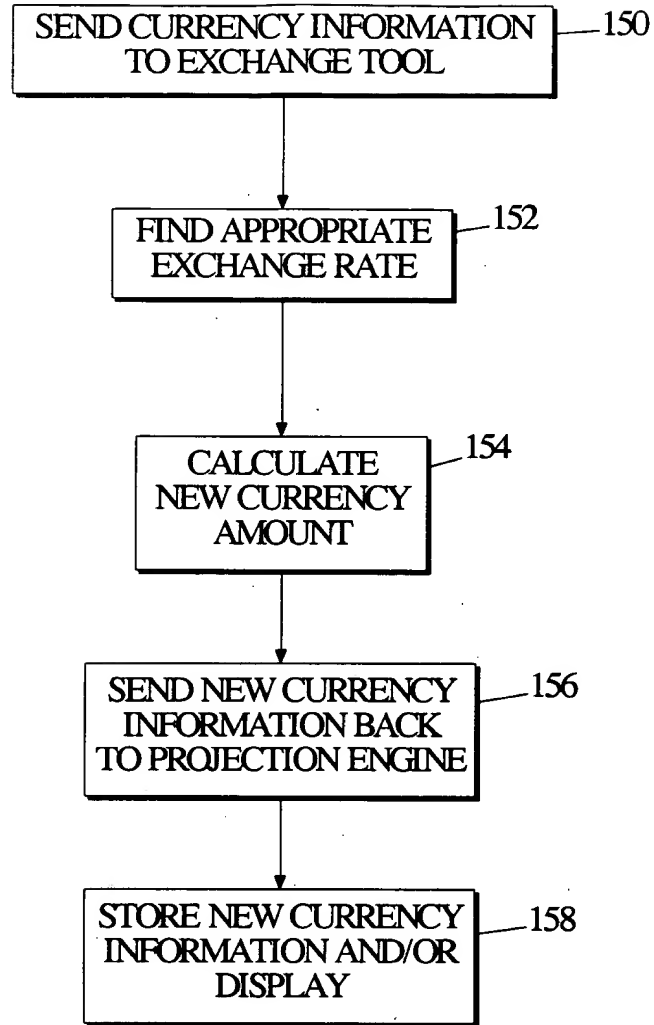 SEND CURRENCY INFORMATION
TO EXCHANGE TOOL
150
FIND APPROPRIATE
EXCHANGE RATE
152
CALCULATE
NEW CURRENCY
AMOUNT
154
SEND NEW CURRENCY
INFORMATION BACK
TO PROJECTION ENGINE
156
STORE NEW CURRENCY
INFORMATION AND/OR
DISPLAY
158